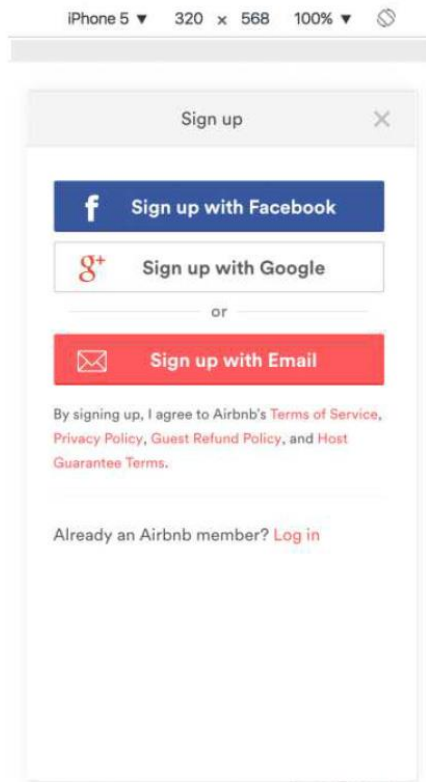 iPhone 5 ▼ 320 × 568 100% ▼
Sign up ×
f Sign up with Facebook
g+ Sign up with Google
or
Sign up with Email
By signing up, I agree to Airbnb's Terms of Service,
Privacy Policy, Guest Refund Policy, and Host
Guarantee Terms.
Already an Airbnb member? Log in